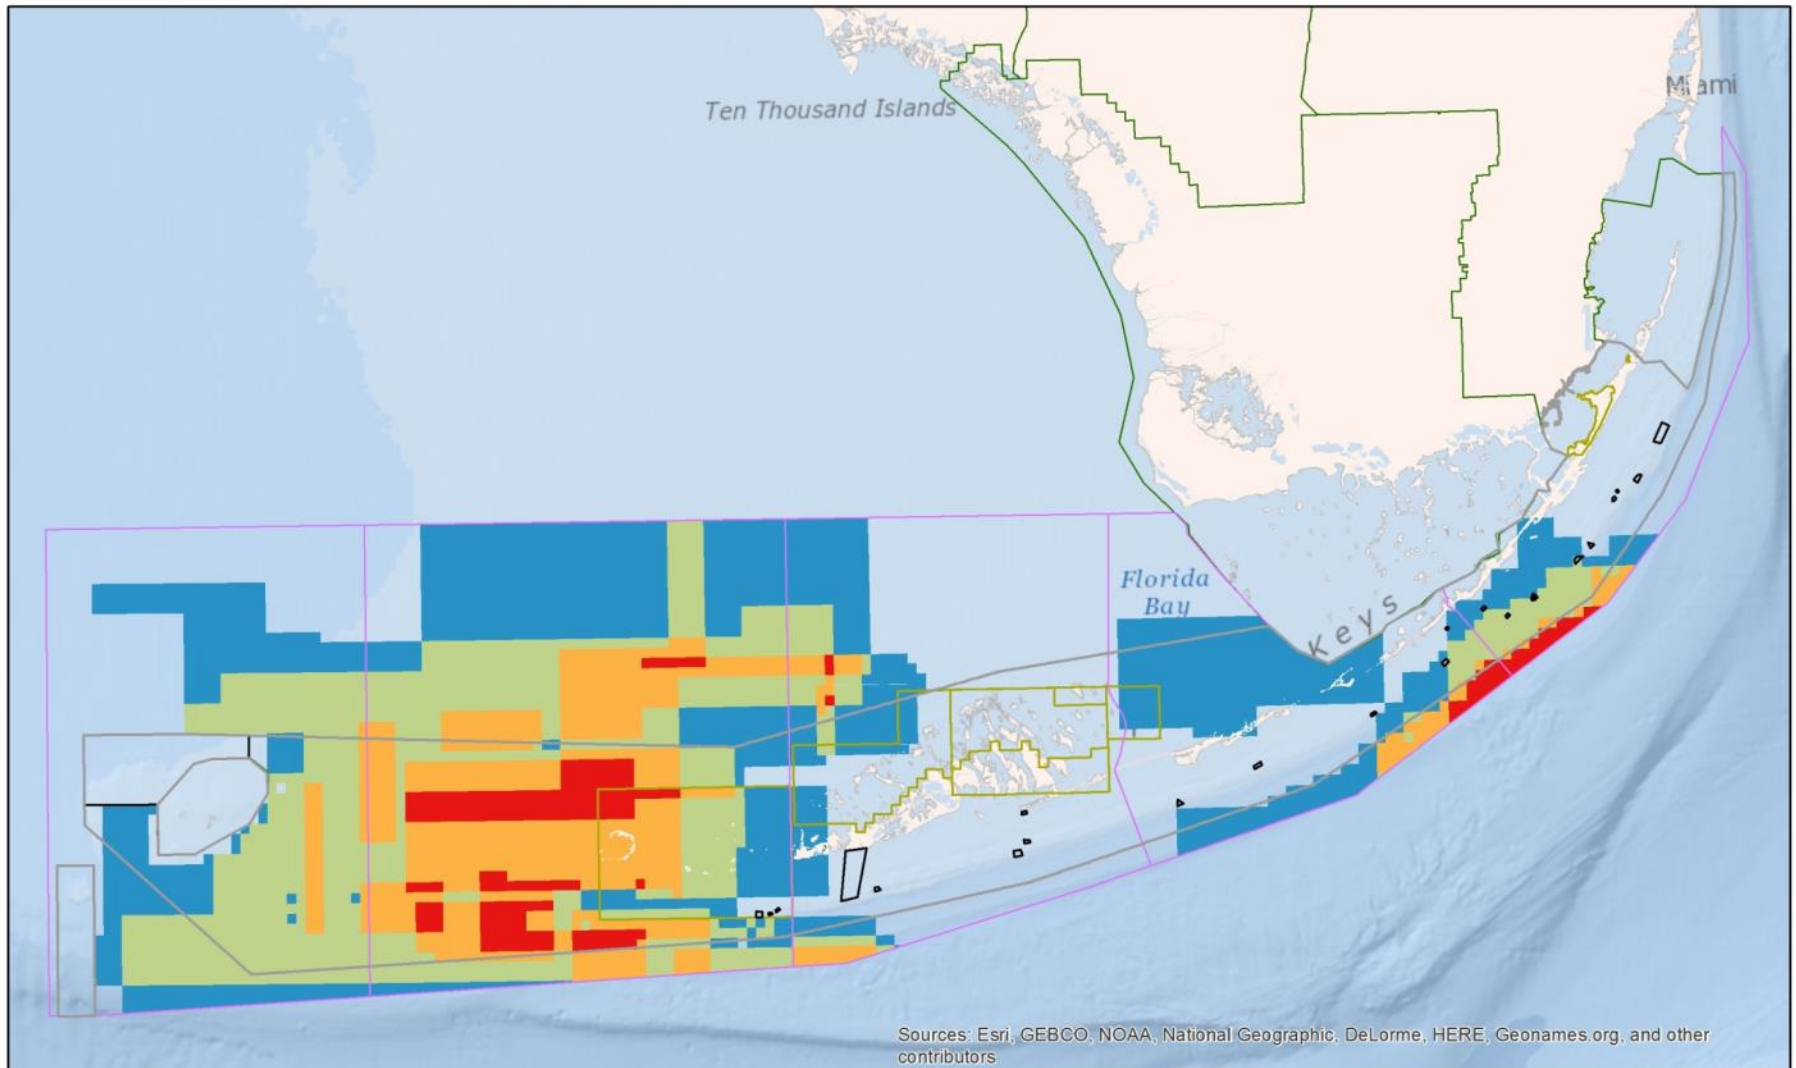 Miami
Ten Thousand Islands
Florida
Bay
Keys
Sources: Esri, GEBCO, NOAA, National Geographic, DeLorme, HERE, Geonames.org, and other
contributors